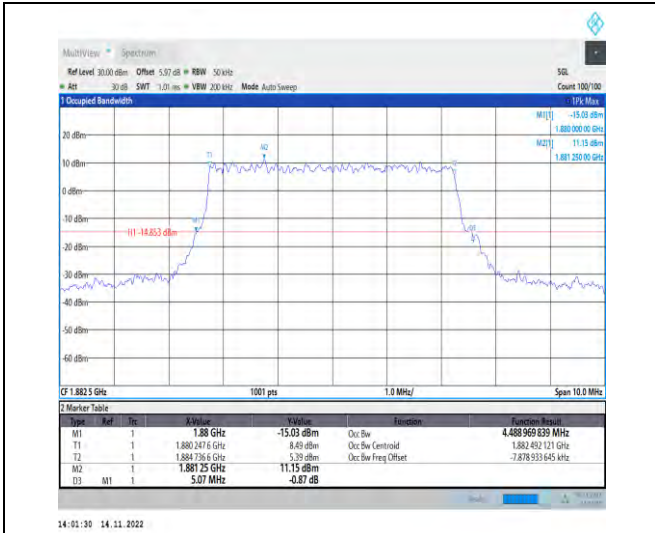 MultiView Spectrum
Ref Level 30.00 dBm Offset 5.97 dB RBW 50 kHz SGL
Att 30 dB SWT 1.01 ms VBW 200 kHz Mode Auto Sweep Count 100/100
1 Occupied Bandwidth 1Pk Max
M1[1] -15.03 dBm
1.880 000 00 GHz
M2[1] 11.15 dBm
1.881 250 00 GHz
20 dBm
M2
T1
10 dBm
0 dBm
-10 dBm
M1
H1 -14.853 dBm
D3
-30 dBm
-40 dBm
-50 dBm
-60 dBm
CF 1.882 5 GHz 1001 pts 1.0 MHz/ Span 10.0 MHz
2 Marker Table
Type Ref Trc X-Value Y-Value Function Function Result
M1 1 1.88 GHz -15.03 dBm Occ Bw 4.488 969 839 MHz
T1 1 1.880 247 6 GHz 8.49 dBm Occ Bw Centroid 1.882 492 121 GHz
T2 1 1.884 736 6 GHz 5.39 dBm Occ Bw Freq Offset -7.878 933 645 kHz
M2 1 1.881 25 GHz 11.15 dBm
D3 M1 1 5.07 MHz -0.87 dB
14:01:30 14.11.2022